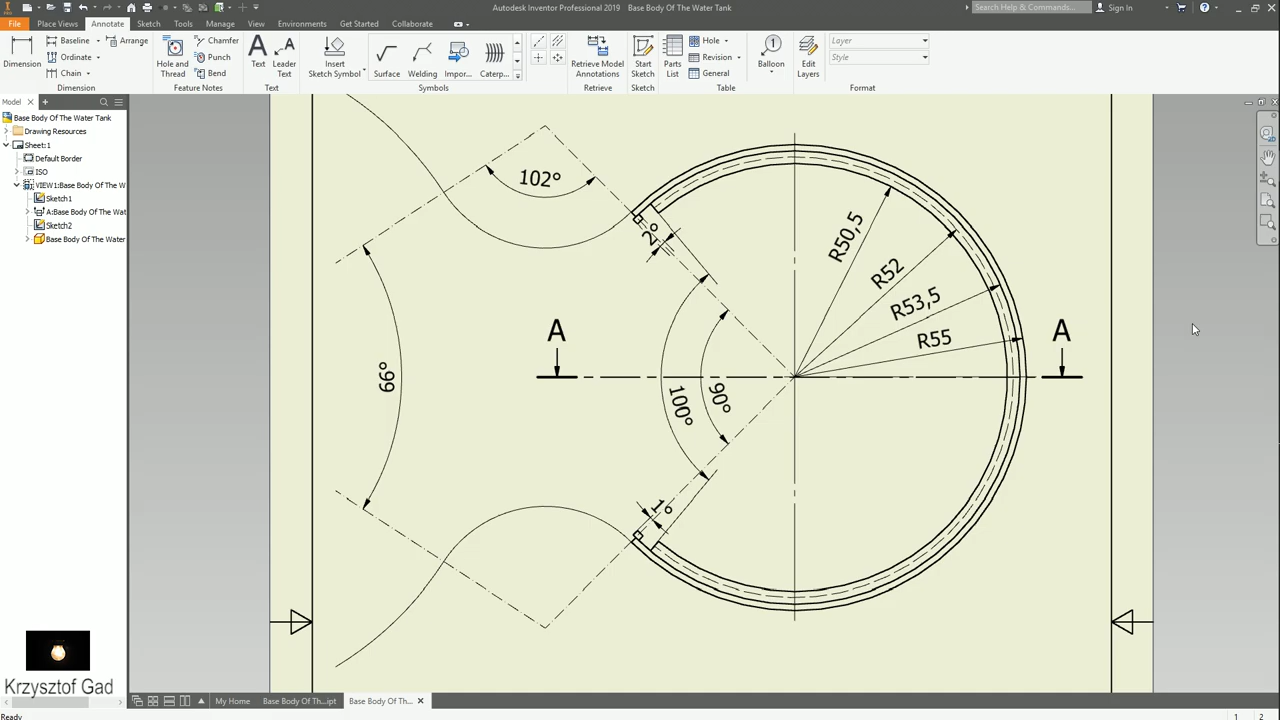 Autodesk Inventor Professional 2019   Base Body Of The Water Tank
Search Help & Commands...
Sign In
File Place Views Annotate Sketch Tools Manage View Environments Get Started Collaborate
Dimension
Baseline
Ordinate
Chain
Arrange
Dimension
Hole and Thread
Chamfer
Punch
Bend
Feature Notes
Text
Leader Text
Text
Insert Sketch Symbol
Surface
Welding
Impor...
Caterp...
Symbols
Retrieve Model Annotations
Retrieve
Start Sketch
Sketch
Parts List
Hole
Revision
General
Table
Balloon
Edit Layers
Layer
Style
Format
Model
Base Body Of The Water Tank
Drawing Resources
Sheet:1
Default Border
ISO
VIEW1:Base Body Of The W
Sketch1
A:Base Body Of The Wat
Sketch2
Base Body Of The Water
102°
2°
R50,5
R52
R53,5
R55
A
A
99°
100°
90°
1°
Krzysztof Gad
My Home
Base Body Of Th...ipt
Base Body Of Th...
Ready
1
2